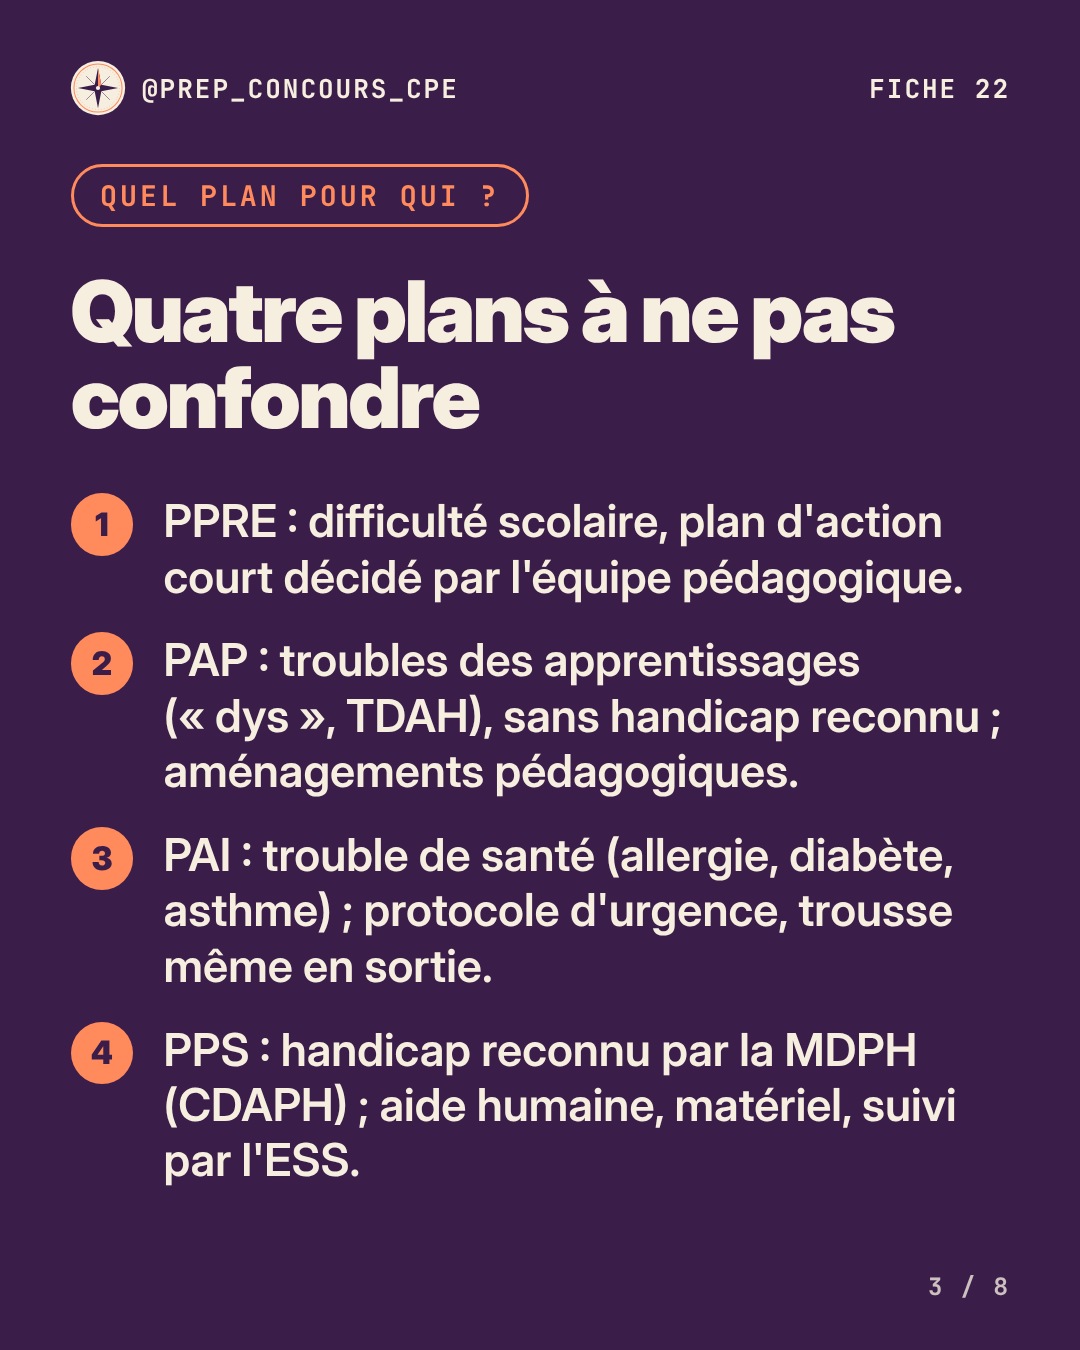 @PREP_CONCOURS_CPE
FICHE 22
QUEL PLAN POUR QUI ?
Quatre plans à ne pas
confondre
1 PPRE : difficulté scolaire, plan d'action
court décidé par l'équipe pédagogique.
2 PAP : troubles des apprentissages
(« dys », TDAH), sans handicap reconnu ;
aménagements pédagogiques.
3 PAI : trouble de santé (allergie, diabète,
asthme) ; protocole d'urgence, trousse
même en sortie.
4 PPS : handicap reconnu par la MDPH
(CDAPH) ; aide humaine, matériel, suivi
par l'ESS.
3 / 8